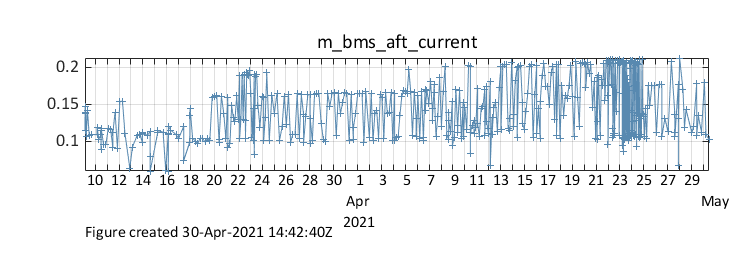 m_bms_aft_current
0.2
0.15
0.1
10 12 14 16 18 20 22 24 26 28 30 1 3 5 7 9 11 13 15 17 19 21 23 25 27 29
Apr May
2021
Figure created 30-Apr-2021 14:42:40Z